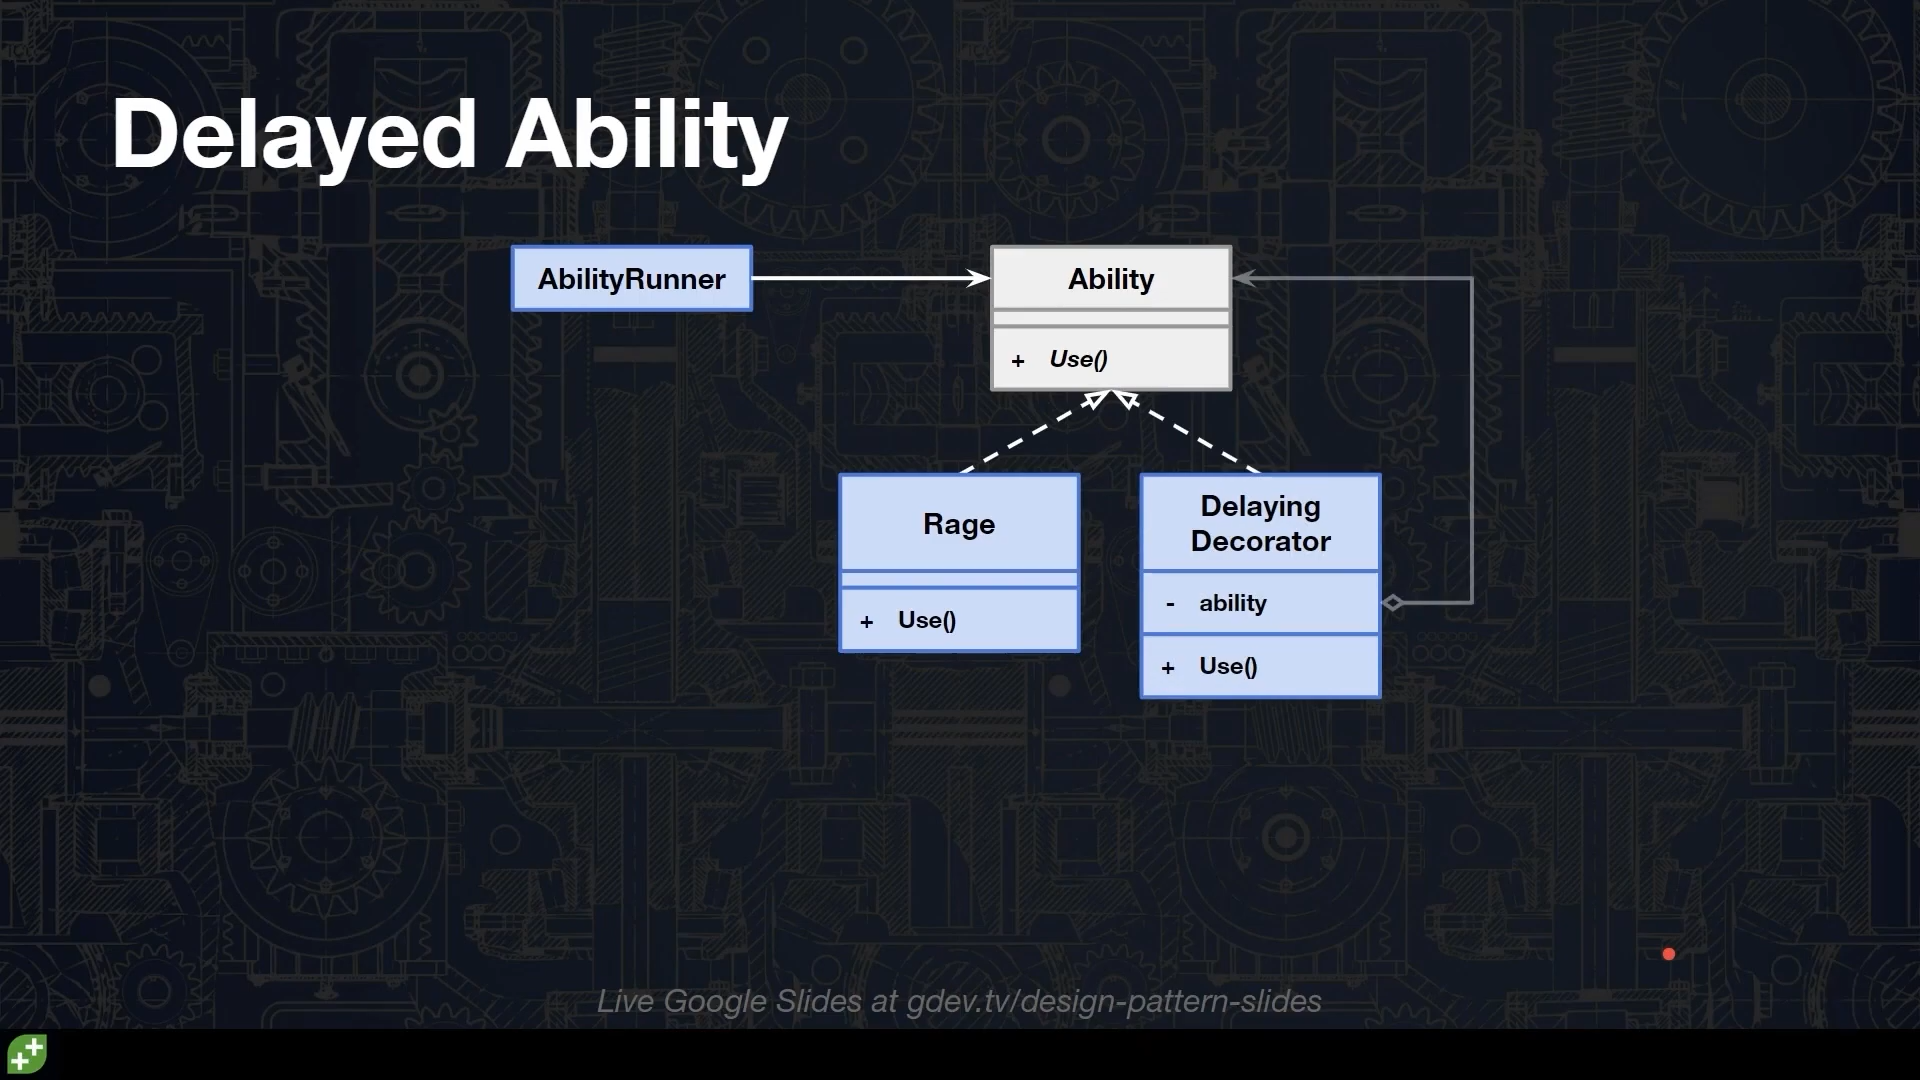 Delayed Ability
AbilityRunner
Ability
+ Use()
Rage
+ Use()
Delaying
Decorator
- ability
+ Use()
Live Google Slides at gdev.tv/design-pattern-slides